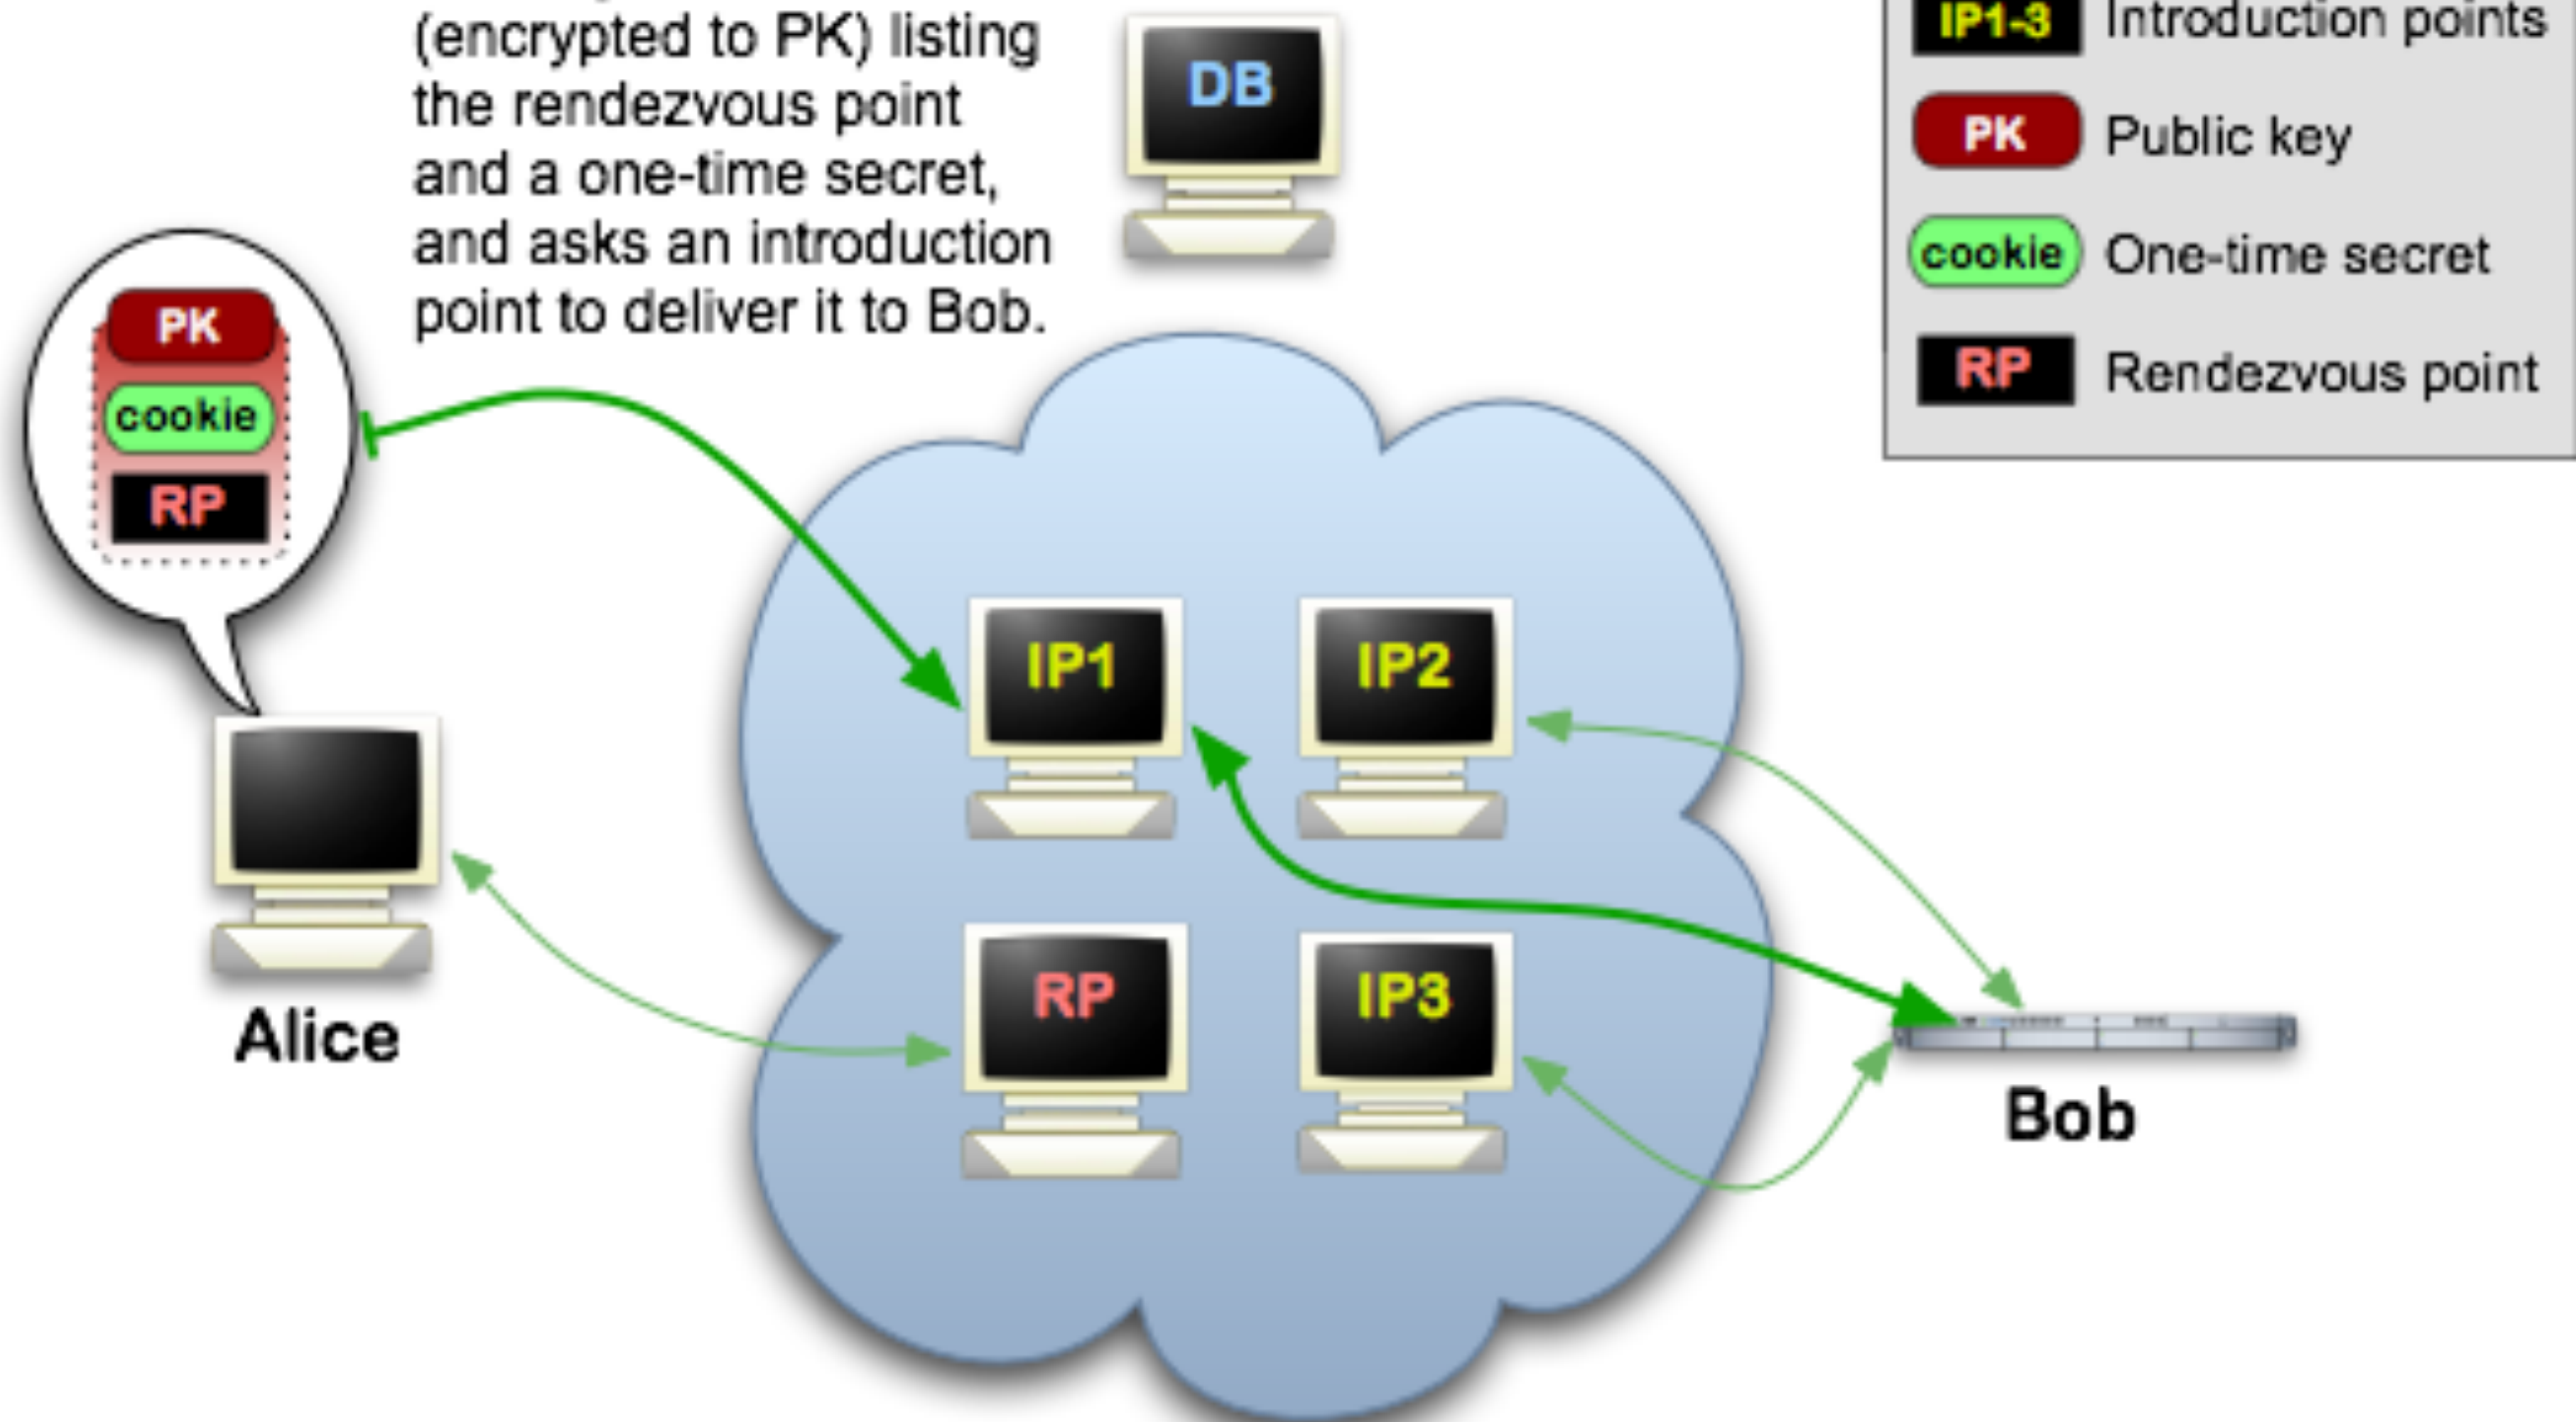 (encrypted to PK) listing
the rendezvous point
and a one-time secret,
and asks an introduction
point to deliver it to Bob.
DB
IP1-3 Introduction points
PK Public key
cookie One-time secret
RP Rendezvous point
PK
cookie
RP
IP1
IP2
RP
IP3
Alice
Bob